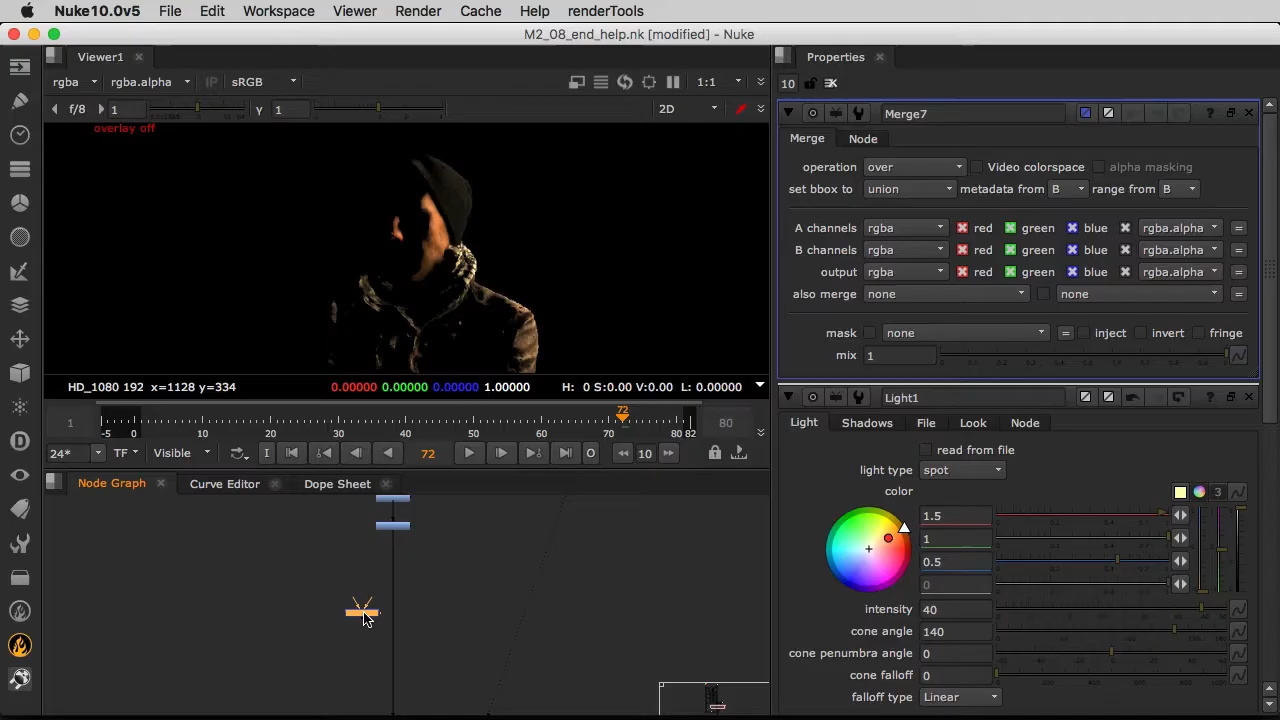 Nuke10.0v5 File Edit Workspace Viewer Render Cache Help renderTools
M2_08_end_help.nk [modified] - Nuke
Viewer1
Properties
rgba rgba.alpha IP sRGB 1:1
10
f/8 1 γ 1 2D
overlay off
Merge7
Merge Node
operation over Video colorspace alpha masking
set bbox to union metadata from B range from B
A channels rgba red green blue rgba.alpha =
B channels rgba red green blue rgba.alpha =
output rgba red green blue rgba.alpha =
also merge none none =
mask none = inject invert fringe
mix 1
HD_1080 192 x=1128 y=334 0.00000 0.00000 0.00000 1.00000 H: 0 S:0.00 V:0.00 L: 0.00000
Light1
72
1 -5 0 10 20 30 40 50 60 70 80 82 80
Light Shadows File Look Node
24* TF Visible I 72 O 10
read from file
light type spot
color 3
Node Graph Curve Editor Dope Sheet
1.5
1
0.5
0
intensity 40
cone angle 140
cone penumbra angle 0
cone falloff 0
falloff type Linear